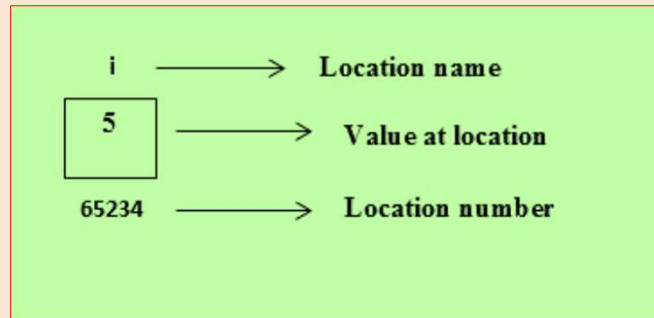 i Location name
5 Value at location
65234 Location number